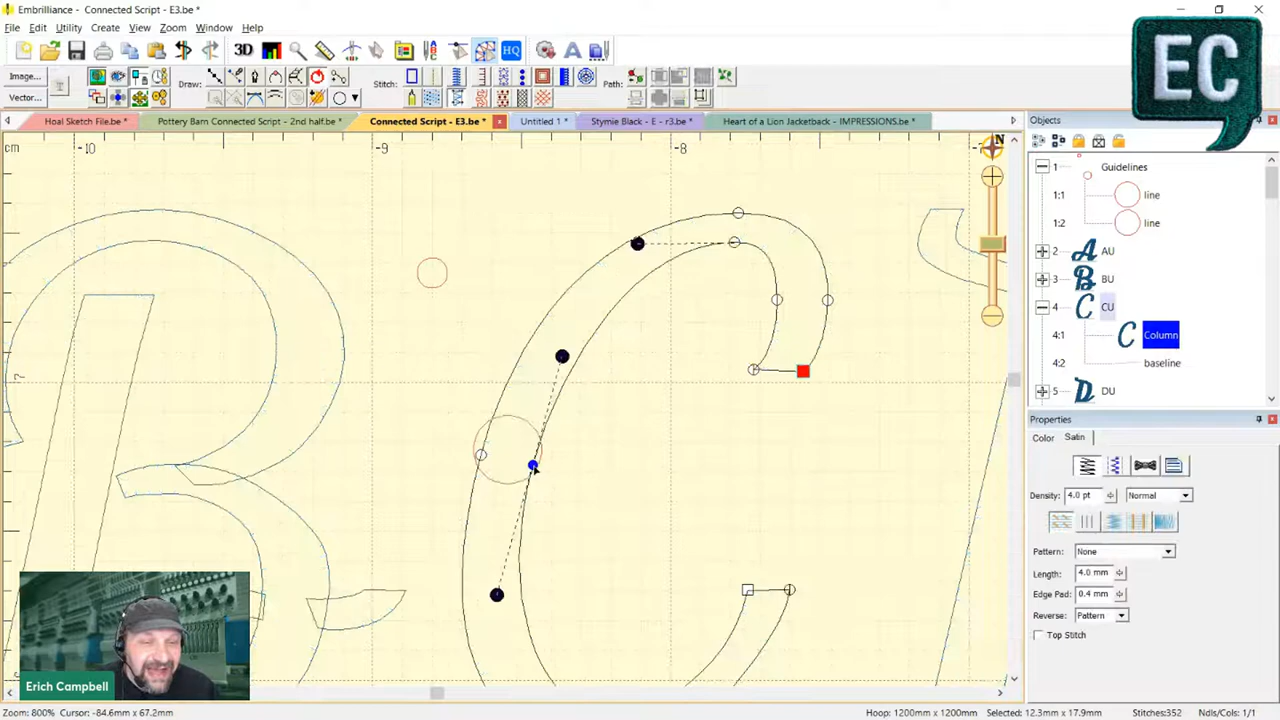 Embrilliance - Connected Script - E3.be *
File Edit Utility Create View Zoom Window Help
3D HQ A
Image... Draw: Stitch: Path:
Vector... T
Hoal Sketch File.be * Pottery Barn Connected Script - 2nd half.be * Connected Script - E3.be * x Untitled 1 * Stymie Black - E - r3.be * Heart of a Lion Jacketback - IMPRESSIONS.be *
EC
cm -10 -9 -8 N
Objects
1 Guidelines
1:1 line
1:2 line
2 A AU
3 B BU
4 C CU
4:1 C Column
4:2 baseline
5 D DU
Properties
Color Satin
Density: 4.0 pt Normal
Pattern: None
Length: 4.0 mm
Edge Pad: 0.4 mm
Reverse: Pattern
Top Stitch
Erich Campbell
Zoom: 800% Cursor: -84.6mm x 67.2mm Hoop: 1200mm x 1200mm Selected: 12.3mm x 17.9mm Stitches:352 Ndls/Cols: 1/1